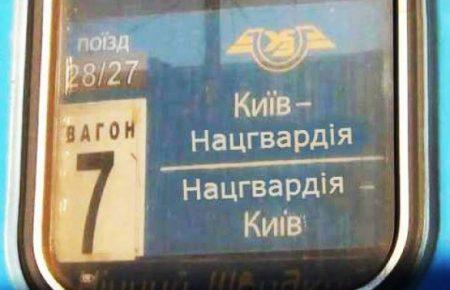 поїзд
28/27
ВАГОН
7
Київ–
Нацгвардія
Нацгвардія –
Київ